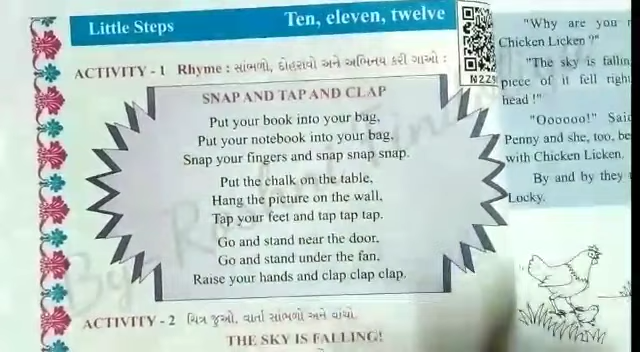 Little Steps
Ten, eleven, twelve
ACTIVITY - 1 Rhyme : સાંભળો, દોહરાવો અને અભિનય કરી ગાઓ :
SNAP AND TAP AND CLAP
Put your book into your bag,
Put your notebook into your bag,
Snap your fingers and snap snap snap.
Put the chalk on the table,
Hang the picture on the wall,
Tap your feet and tap tap tap.
Go and stand near the door,
Go and stand under the fan,
Raise your hands and clap clap clap.
ACTIVITY - 2 ચિત્ર જુઓ, વાર્તા સાંભળો અને વાંચો
THE SKY IS FALLING!
"Why are you
Chicken Licken ?"
"The sky is
piece of it fell right
head !"
"Oooooo!"
Penny and she, too,
with Chicken Licken.
By and by they
Locky.